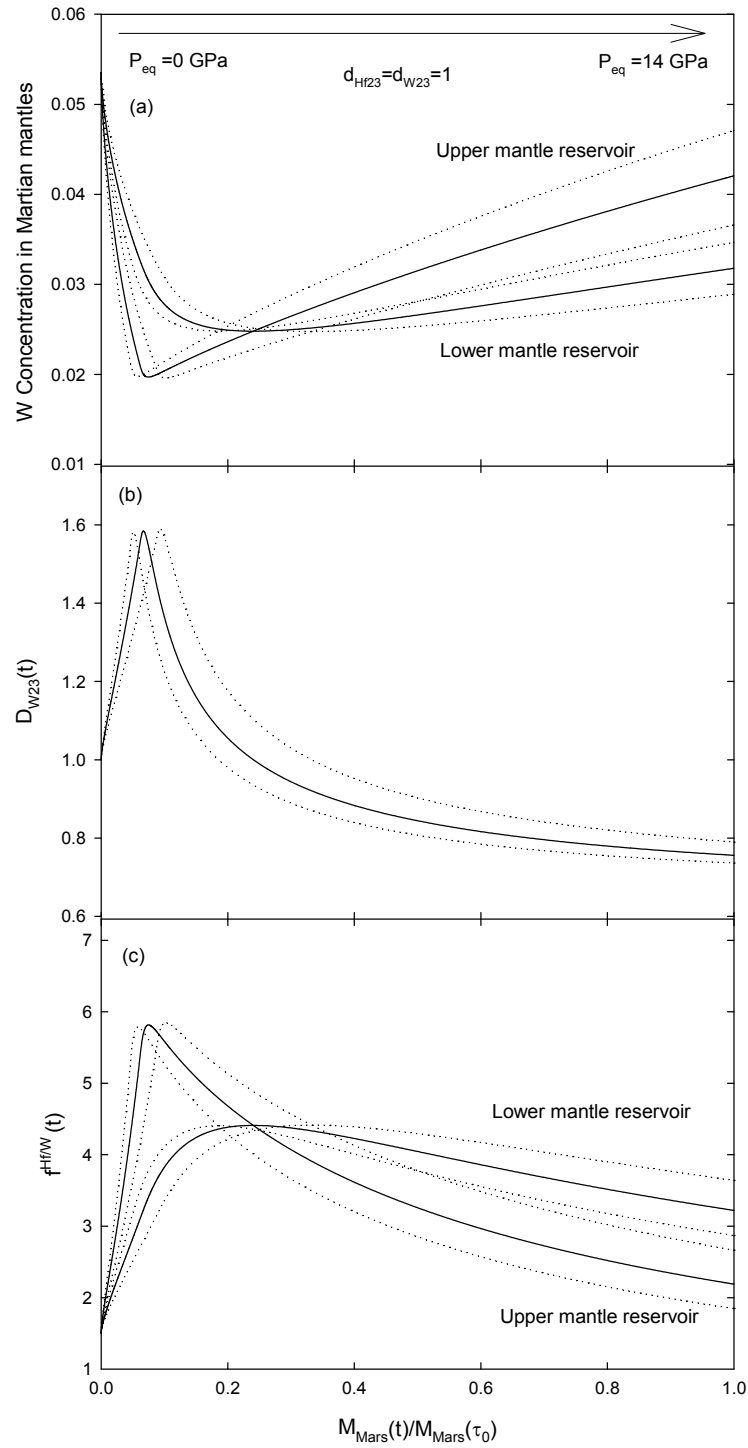 0.06
P_eq =0 GPa
P_eq =14 GPa
d_Hf23=d_W23=1
0.05
(a)
Upper mantle reservoir
0.04
W Concentration in Martian mantles
0.03
Lower mantle reservoir
0.02
0.01
(b)
1.6
1.4
1.2
D_W23(t)
1.0
0.8
0.6
7
(c)
6
5
Lower mantle reservoir
4
f^Hf/W(t)
3
2
Upper mantle reservoir
1
0.0 0.2 0.4 0.6 0.8 1.0
M_Mars(t)/M_Mars(τ_0)